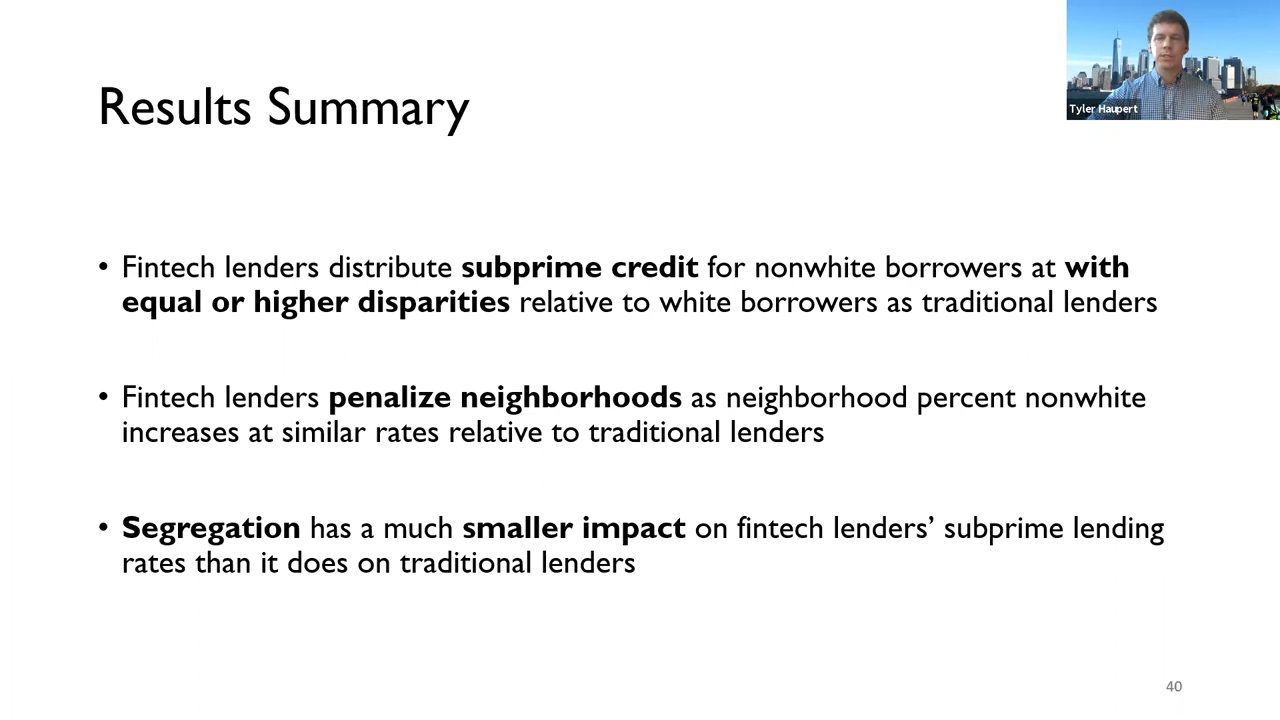 Tyler Haupert
Results Summary
• Fintech lenders distribute subprime credit for nonwhite borrowers at with
equal or higher disparities relative to white borrowers as traditional lenders
• Fintech lenders penalize neighborhoods as neighborhood percent nonwhite
increases at similar rates relative to traditional lenders
• Segregation has a much smaller impact on fintech lenders’ subprime lending
rates than it does on traditional lenders
40